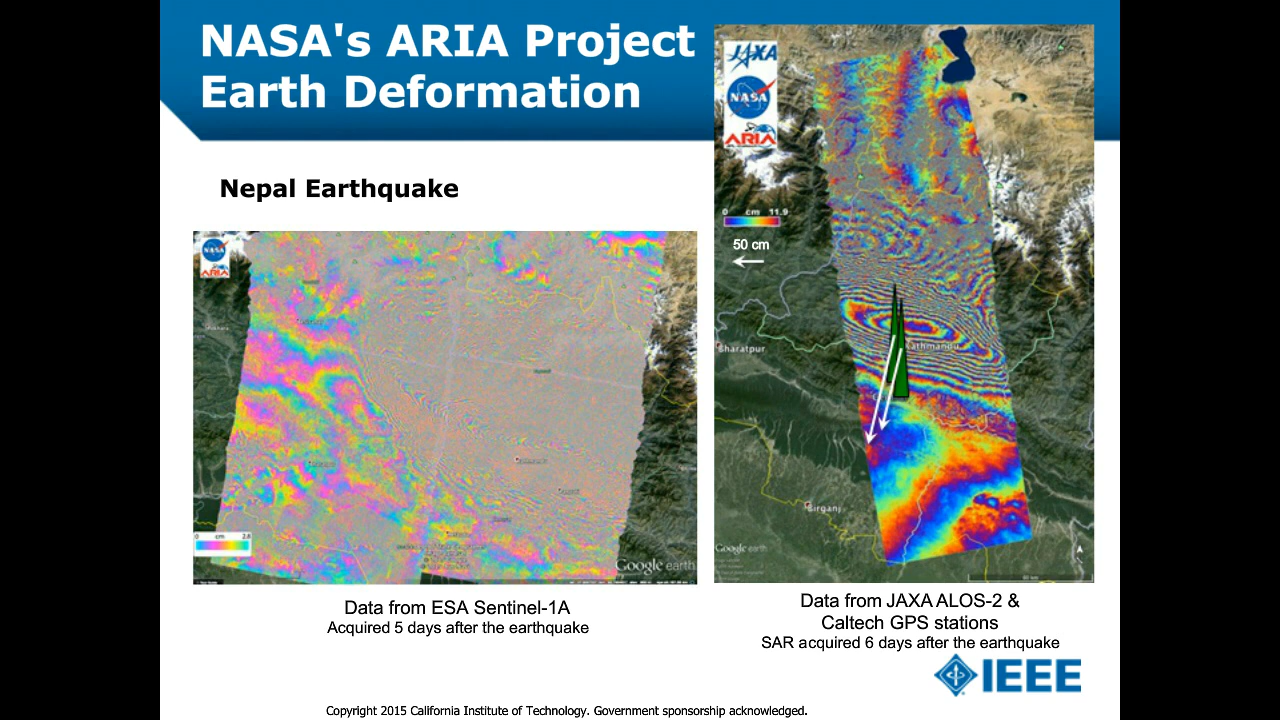 NASA's ARIA Project
Earth Deformation
Nepal Earthquake
NASA
ARIA
0 cm 2.8
Google earth
Data from ESA Sentinel-1A
Acquired 5 days after the earthquake
JAXA
NASA
ARIA
0 cm 11.9
50 cm
Bharatpur
Kathmandu
Birganj
Google earth
Data from JAXA ALOS-2 &
Caltech GPS stations
SAR acquired 6 days after the earthquake
IEEE
Copyright 2015 California Institute of Technology. Government sponsorship acknowledged.